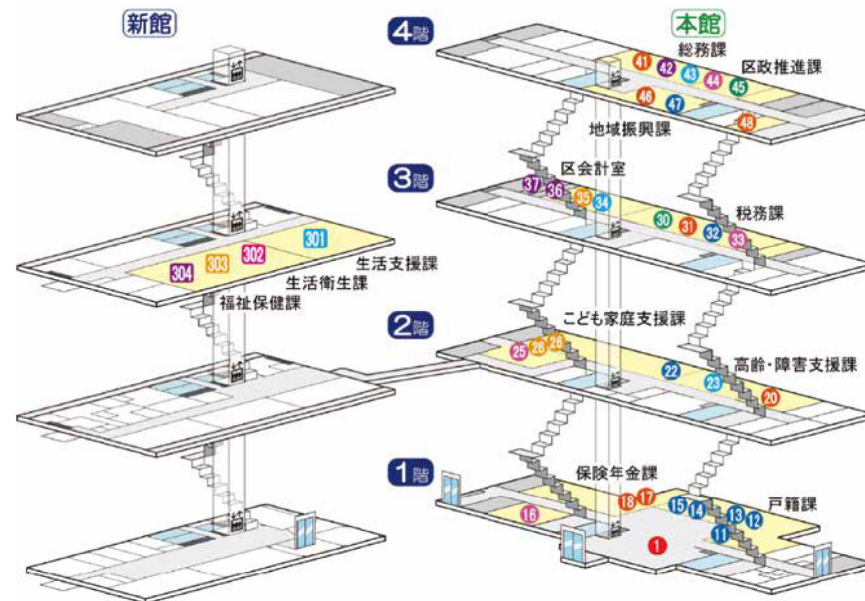 新館
本館
4階
総務課
41 42 43 44 45
区政推進課
46 47
48
地域振興課
3階
区会計室
37 36 35 34
税務課
30 31 32 33
301
302
303
304
生活支援課
生活衛生課
福祉保健課
2階
こども家庭支援課
25 26 26
22 23 20
高齢・障害支援課
1階
保険年金課
18 17
戸籍課
15 14 13 12
16
11
1